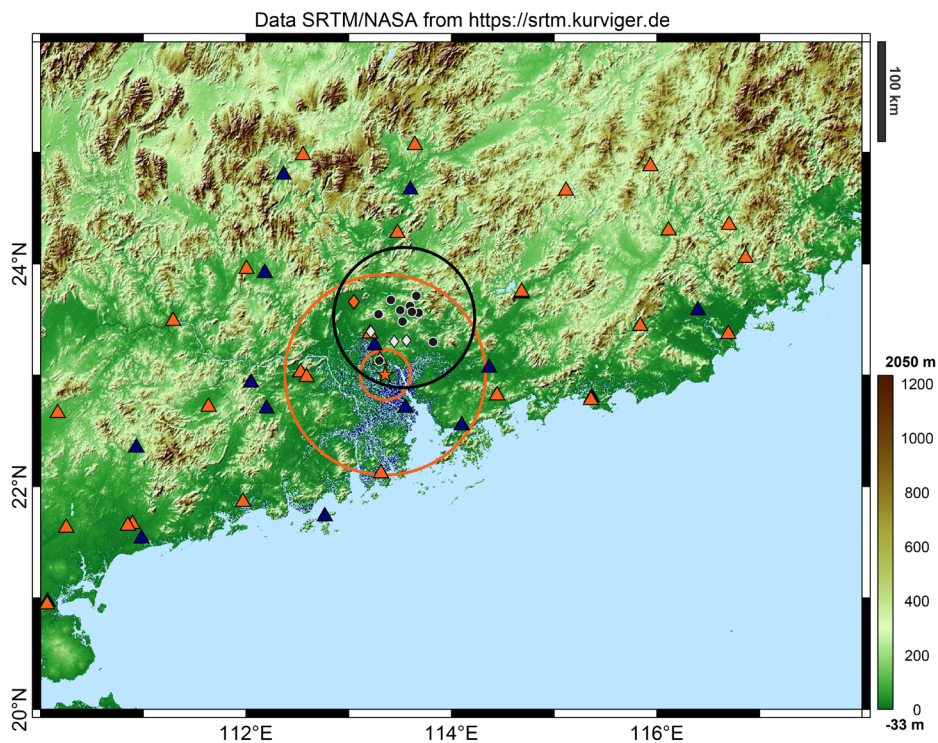 Data SRTM/NASA from https://srtm.kurviger.de
100 km
24°N
22°N
20°N
112°E
114°E
116°E
2050 m
1200
1000
800
600
400
200
0
-33 m